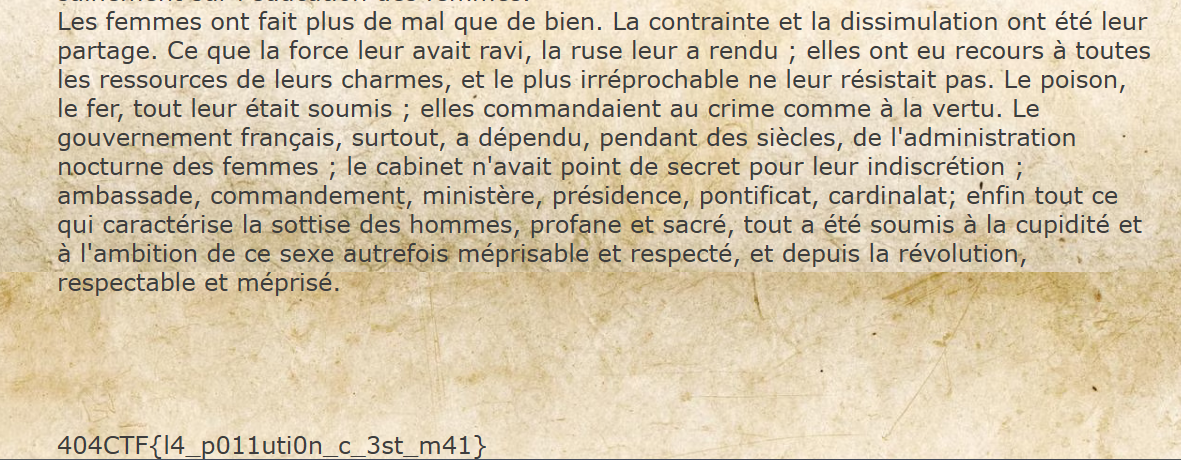 Les femmes ont fait plus de mal que de bien. La contrainte et la dissimulation ont été leur
partage. Ce que la force leur avait ravi, la ruse leur a rendu ; elles ont eu recours à toutes
les ressources de leurs charmes, et le plus irréprochable ne leur résistait pas. Le poison,
le fer, tout leur était soumis ; elles commandaient au crime comme à la vertu. Le
gouvernement français, surtout, a dépendu, pendant des siècles, de l'administration
nocturne des femmes ; le cabinet n'avait point de secret pour leur indiscrétion ;
ambassade, commandement, ministère, présidence, pontificat, cardinalat; enfin tout ce
qui caractérise la sottise des hommes, profane et sacré, tout a été soumis à la cupidité et
à l'ambition de ce sexe autrefois méprisable et respecté, et depuis la révolution,
respectable et méprisé.
404CTF{l4_p011uti0n_c_3st_m41}